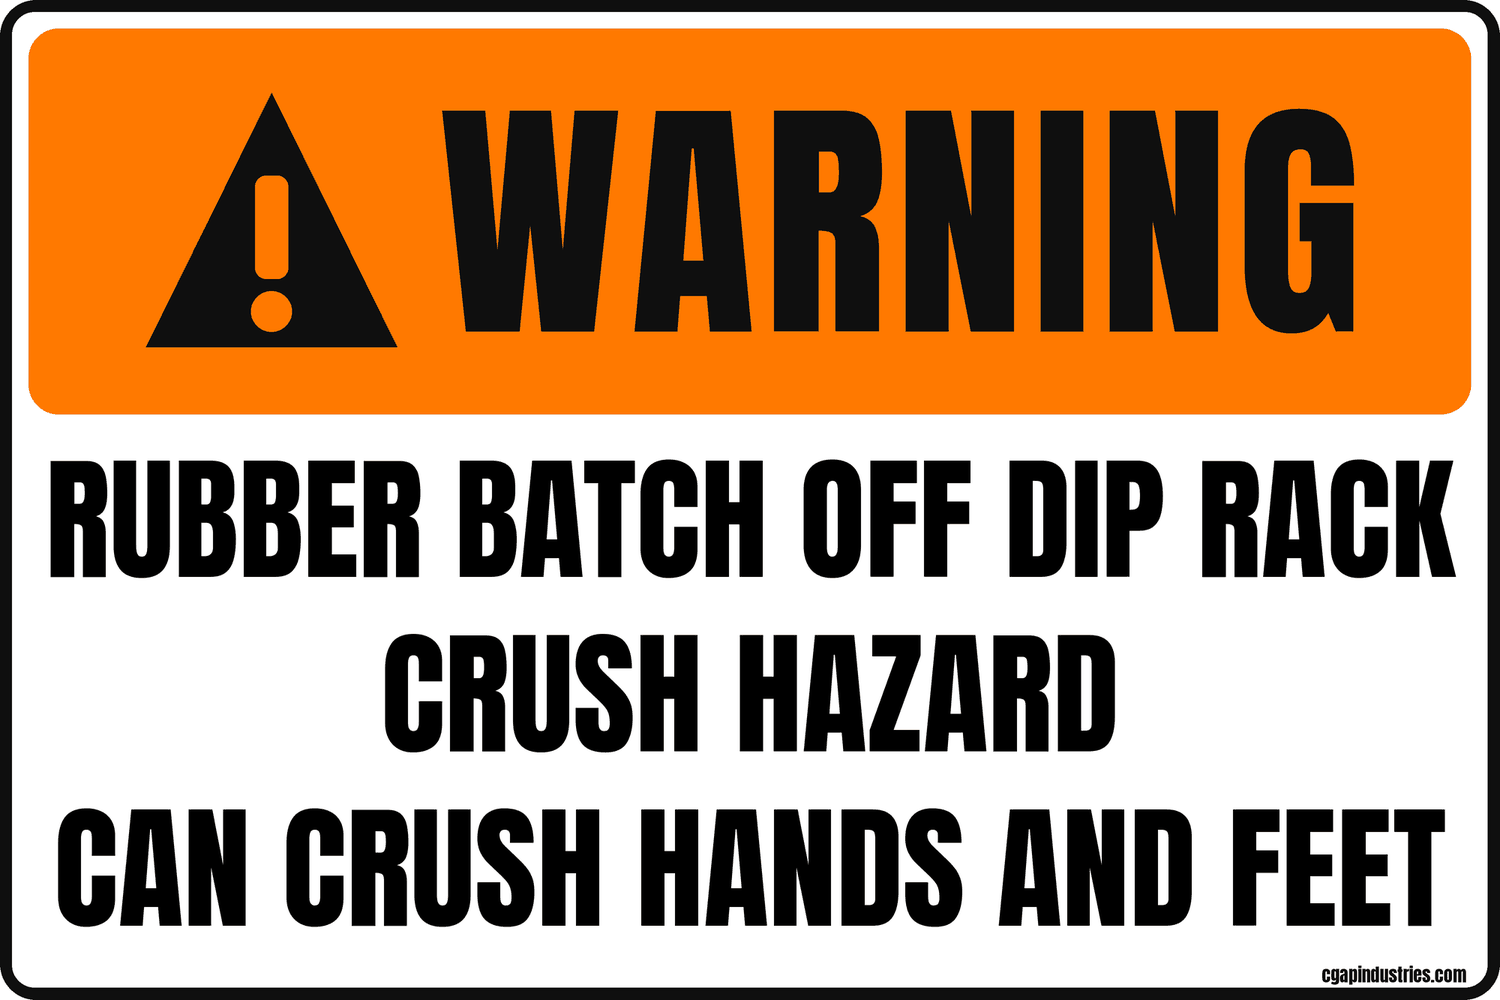 WARNING
RUBBER BATCH OFF DIP RACK
CRUSH HAZARD
CAN CRUSH HANDS AND FEET
cgapindustries.com